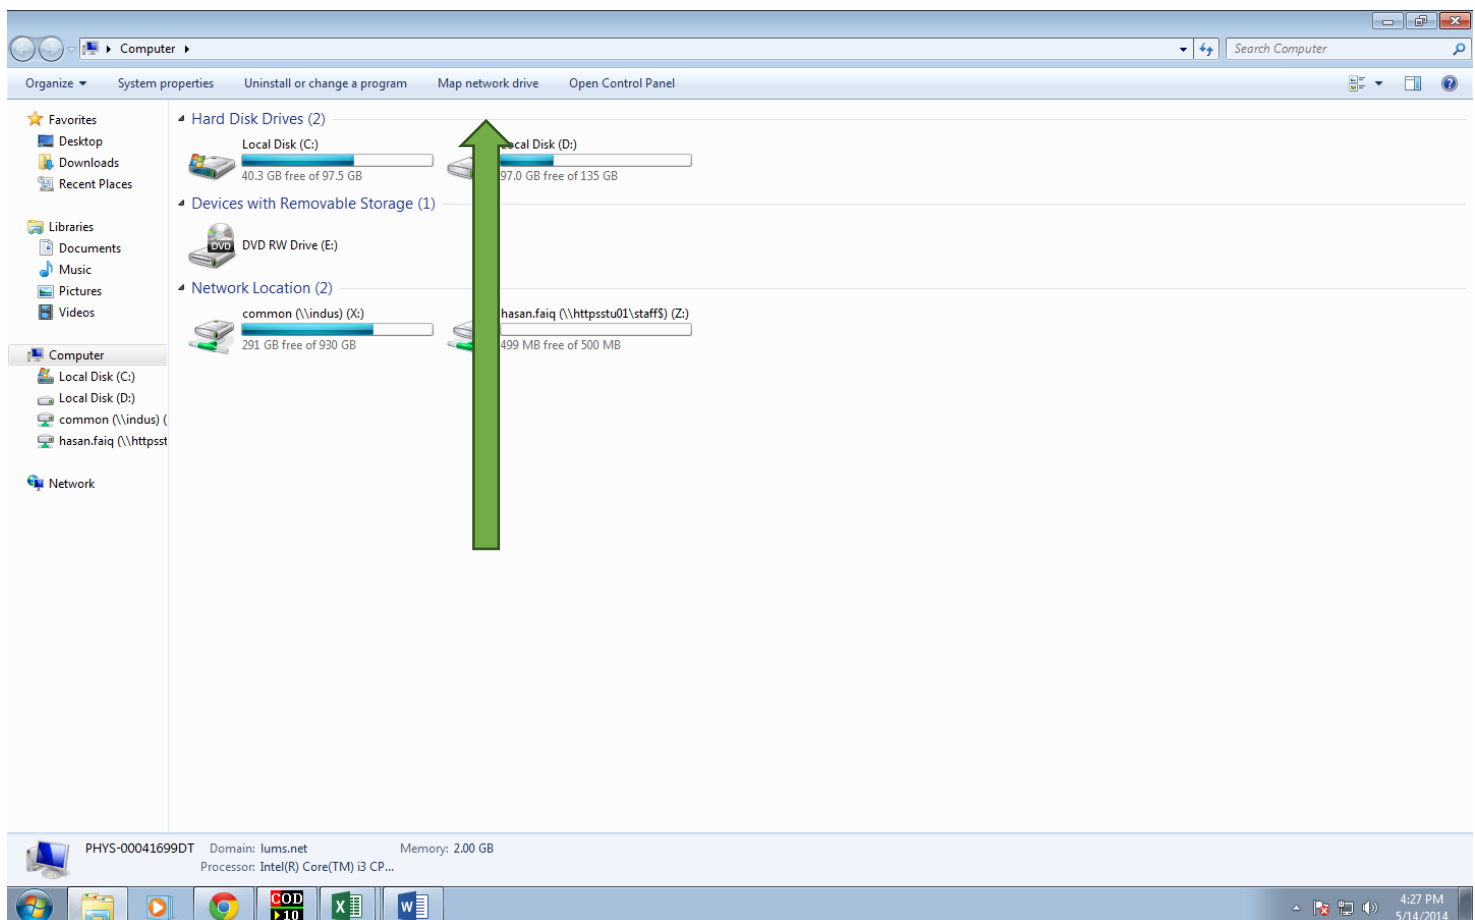 Computer
Search Computer
Organize System properties Uninstall or change a program Map network drive Open Control Panel
Favorites
Desktop
Downloads
Recent Places
Libraries
Documents
Music
Pictures
Videos
Computer
Local Disk (C:)
Local Disk (D:)
common (\\indus) (
hasan.faiq (\\httpsst
Network
Hard Disk Drives (2)
Local Disk (C:)
40.3 GB free of 97.5 GB
Local Disk (D:)
97.0 GB free of 135 GB
Devices with Removable Storage (1)
DVD
DVD RW Drive (E:)
Network Location (2)
common (\\indus) (X:)
291 GB free of 930 GB
hasan.faiq (\\httpsstu01\staff$) (Z:)
499 MB free of 500 MB
PHYS-00041699DT Domain: lums.net Memory: 2.00 GB
Processor: Intel(R) Core(TM) i3 CP...
COD
10
4:27 PM
5/14/2014